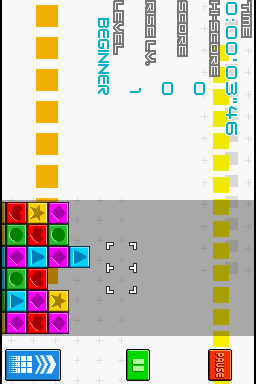 TIME
0:00'03"46
HI-SCORE
0
SCORE
0
RISE LV.
1
LEVEL
BEGINNER
PAUSE